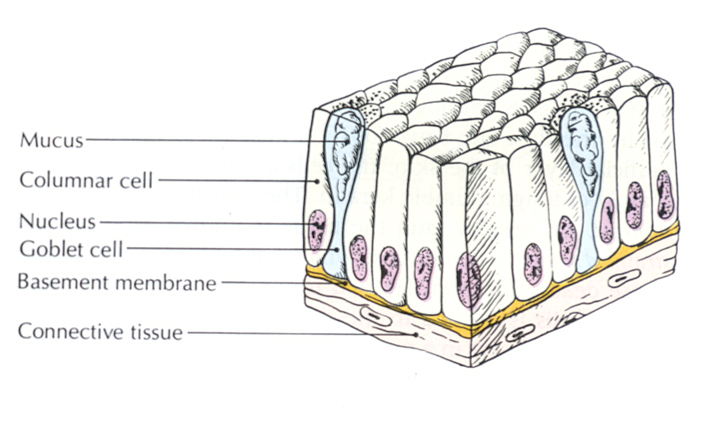 Mucus
Columnar cell
Nucleus
Goblet cell
Basement membrane
Connective tissue